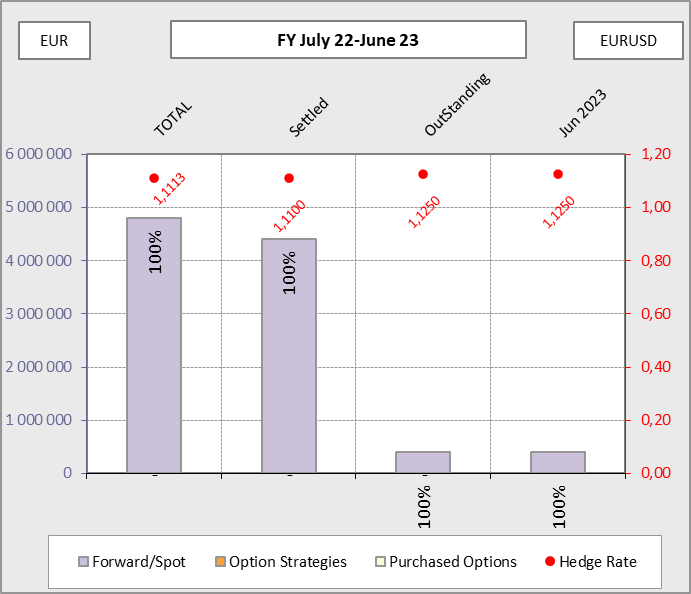 EUR
FY July 22-June 23
EURUSD
TOTAL
Settled
OutStanding
Jun 2023
6 000 000
5 000 000
4 000 000
3 000 000
2 000 000
1 000 000
0
1,1113
1,1100
1,1250
1,1250
100%
100%
100%
100%
-
-
-
-
1,20
1,00
0,80
0,60
0,40
0,20
0,00
Forward/Spot
Option Strategies
Purchased Options
Hedge Rate